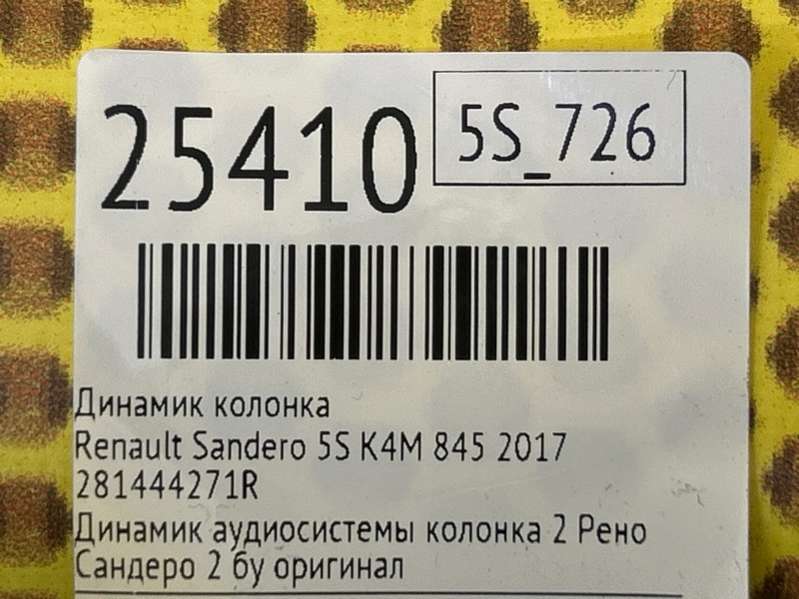 25410
5S_726
Динамик колонка
Renault Sandero 5S K4M 845 2017
281444271R
Динамик аудиосистемы колонка 2 Рено
Сандеро 2 бу оригинал